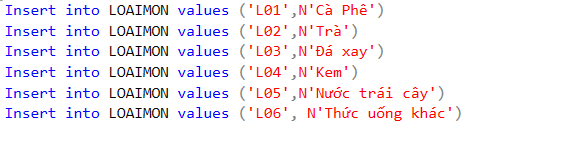 Insert into LOAIMON values ('L01',N'Cà Phê')
Insert into LOAIMON values ('L02',N'Trà')
Insert into LOAIMON values ('L03',N'Đá xay')
Insert into LOAIMON values ('L04',N'Kem')
Insert into LOAIMON values ('L05',N'Nước trái cây')
Insert into LOAIMON values ('L06', N'Thức uống khác')